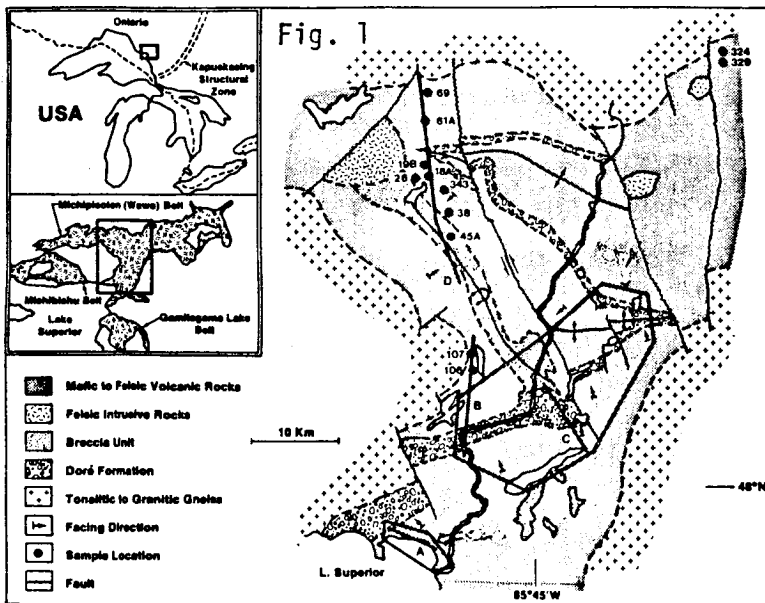 Fig. 1
Ontario
Kapuskasing
Structural
Zone
USA
Michipicoten (Wawa) Belt
Michibishu Belt
Lake
Superior
Gamitagama Lake
Belt
Mafic to Felsic Volcanic Rocks
Felsic Intrusive Rocks
Breccia Unit
Doré Formation
Tonalitic to Granitic Gneiss
Facing Direction
Sample Location
Fault
10 Km
324
329
69
61A
19B
18A
26
343
38
45A
D
D
107
106
B
C
A
48°N
L. Superior
85°45'W